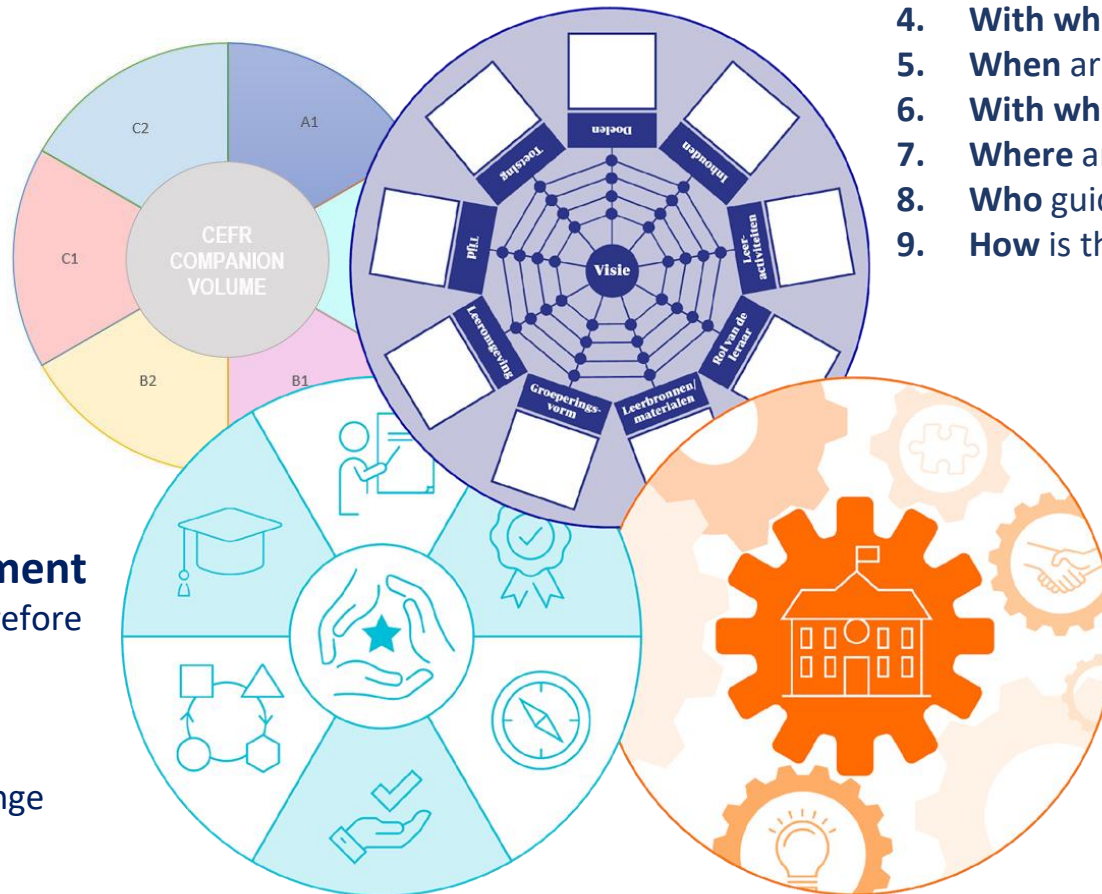 4. With wh
5. When ar
6. With wh
7. Where a
8. Who guid
9. How is th
C2
A1
C1
B2
B1
CEFR
COMPANION
VOLUME
Doelen
Inhouden
Leer-
activiteiten
Rol van de
leraar
Leerbronnen/
materialen
Groeperings-
vorm
Leeromgeving
Tijd
Toetsing
Visie
ment
efore
nge